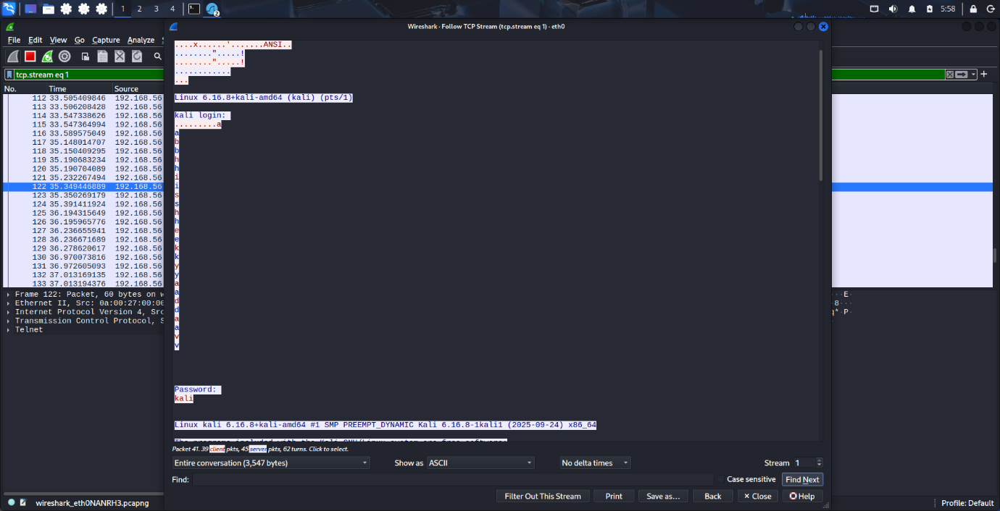 1 2 3 4 2 5:58
Wireshark · Follow TCP Stream (tcp.stream eq 1) · eth0
File Edit View Go Capture Analyze
tcp.stream eq 1
No. Time Source
112 33.505409846 192.168.56
113 33.506208428 192.168.56
114 33.547338626 192.168.56
115 33.547364994 192.168.56
116 33.589575049 192.168.56
117 35.148014707 192.168.56
118 35.150409295 192.168.56
119 35.190683234 192.168.56
120 35.190704089 192.168.56
121 35.232267494 192.168.56
122 35.349446889 192.168.56
123 35.350269179 192.168.56
124 35.391411924 192.168.56
125 36.194315649 192.168.56
126 36.195965776 192.168.56
127 36.236655941 192.168.56
128 36.236671689 192.168.56
129 36.278620617 192.168.56
130 36.970073816 192.168.56
131 36.972605093 192.168.56
132 37.013169135 192.168.56
133 37.013194376 192.168.56
Frame 122: Packet, 60 bytes on w
Ethernet II, Src: 0a:00:27:00:00
Internet Protocol Version 4, Src
Transmission Control Protocol, S
Telnet
....x......'.......ANSI..
........".....!
........".....!
............
...
Linux 6.16.8+kali-amd64 (kali) (pts/1)
kali login:
.........a
a
b
b
h
h
i
i
s
s
h
h
e
e
k
k
y
y
a
a
d
d
a
a
v
v
Password:
kali
Linux kali 6.16.8+kali-amd64 #1 SMP PREEMPT_DYNAMIC Kali 6.16.8-1kali1 (2025-09-24) x86_64
The programs included with the Kali GNU/Linux system are free software;
···E·
8···
q*·P·
Packet 41. 39 client pkts, 45 server pkts, 62 turns. Click to select.
Entire conversation (3,547 bytes) Show as ASCII No delta times Stream 1
Find: Case sensitive Find Next
Filter Out This Stream Print Save as… Back Close Help
wireshark_eth0NANRH3.pcapng Profile: Default